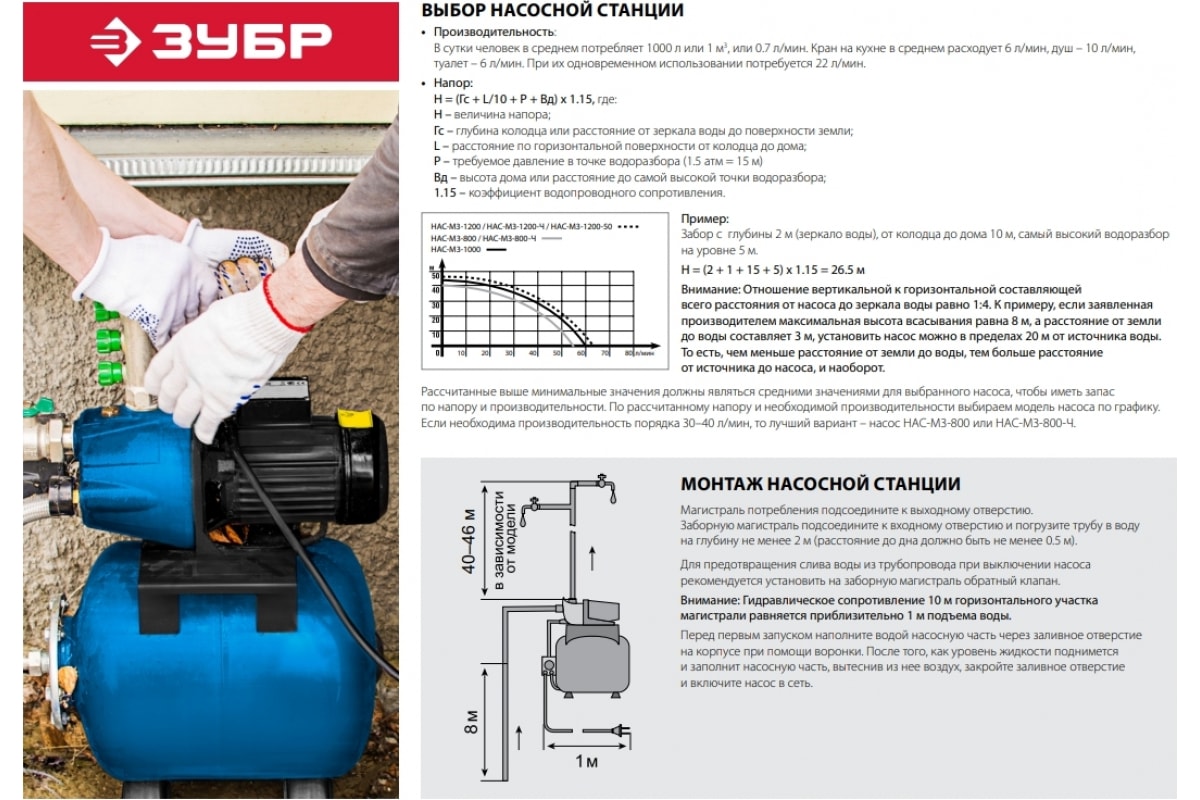 ЗУБР
ВЫБОР НАСОСНОЙ СТАНЦИИ
• Производительность:
В сутки человек в среднем потребляет 1000 л или 1 м³, или 0.7 л/мин. Кран на кухне в среднем расходует 6 л/мин, душ – 10 л/мин,
туалет – 6 л/мин. При их одновременном использовании потребуется 22 л/мин.
• Напор:
H = (Гс + L/10 + P + Вд) x 1.15, где:
H – величина напора;
Гс – глубина колодца или расстояние от зеркала воды до поверхности земли;
L – расстояние по горизонтальной поверхности от колодца до дома;
P – требуемое давление в точке водоразбора (1.5 атм = 15 м)
Вд – высота дома или расстояние до самой высокой точки водоразбора;
1.15 – коэффициент водопроводного сопротивления.
НАС-М3-1200 / НАС-М3-1200-Ч / НАС-М3-1200-50
НАС-М3-800 / НАС-М3-800-Ч
НАС-М3-1000
м
50
40
30
20
10
0 10 20 30 40 50 60 70 80 л/мин
Пример:
Забор с глубины 2 м (зеркало воды), от колодца до дома 10 м, самый высокий водоразбор
на уровне 5 м.
H = (2 + 1 + 15 + 5) x 1.15 = 26.5 м
Внимание: Отношение вертикальной к горизонтальной составляющей
всего расстояния от насоса до зеркала воды равно 1:4. К примеру, если заявленная
производителем максимальная высота всасывания равна 8 м, а расстояние от земли
до воды составляет 3 м, установить насос можно в пределах 20 м от источника воды.
То есть, чем меньше расстояние от земли до воды, тем больше расстояние
от источника до насоса, и наоборот.
Рассчитанные выше минимальные значения должны являться средними значениями для выбранного насоса, чтобы иметь запас
по напору и производительности. По рассчитанному напору и необходимой производительности выбираем модель насоса по графику.
Если необходима производительность порядка 30–40 л/мин, то лучший вариант – насос НАС-М3-800 или НАС-М3-800-Ч.
40–46 м
в зависимости
от модели
8 м
1 м
МОНТАЖ НАСОСНОЙ СТАНЦИИ
Магистраль потребления подсоедините к выходному отверстию.
Заборную магистраль подсоедините к входному отверстию и погрузите трубу в воду
на глубину не менее 2 м (расстояние до дна должно быть не менее 0.5 м).
Для предотвращения слива воды из трубопровода при выключении насоса
рекомендуется установить на заборную магистраль обратный клапан.
Внимание: Гидравлическое сопротивление 10 м горизонтального участка
магистрали равняется приблизительно 1 м подъема воды.
Перед первым запуском наполните водой насосную часть через заливное отверстие
на корпусе при помощи воронки. После того, как уровень жидкости поднимется
и заполнит насосную часть, вытеснив из нее воздух, закройте заливное отверстие
и включите насос в сеть.